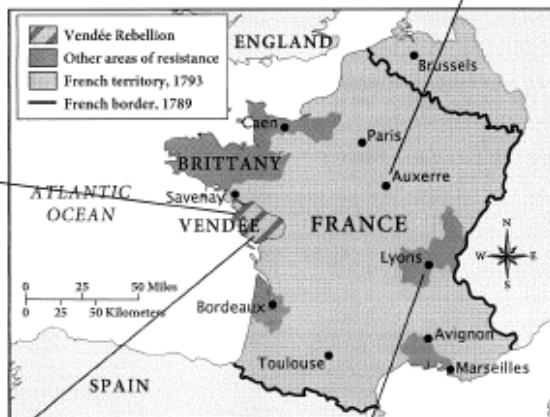 Vendée Rebellion
Other areas of resistance
French territory, 1793
French border, 1789
ENGLAND
Brussels
Caen
Paris
BRITTANY
Auxerre
ATLANTIC
OCEAN
Savenay
VENDÉE
FRANCE
N
W
E
S
Lyons
0 25 50 Miles
0 25 50 Kilometers
Bordeaux
Avignon
Toulouse
Marseilles
SPAIN